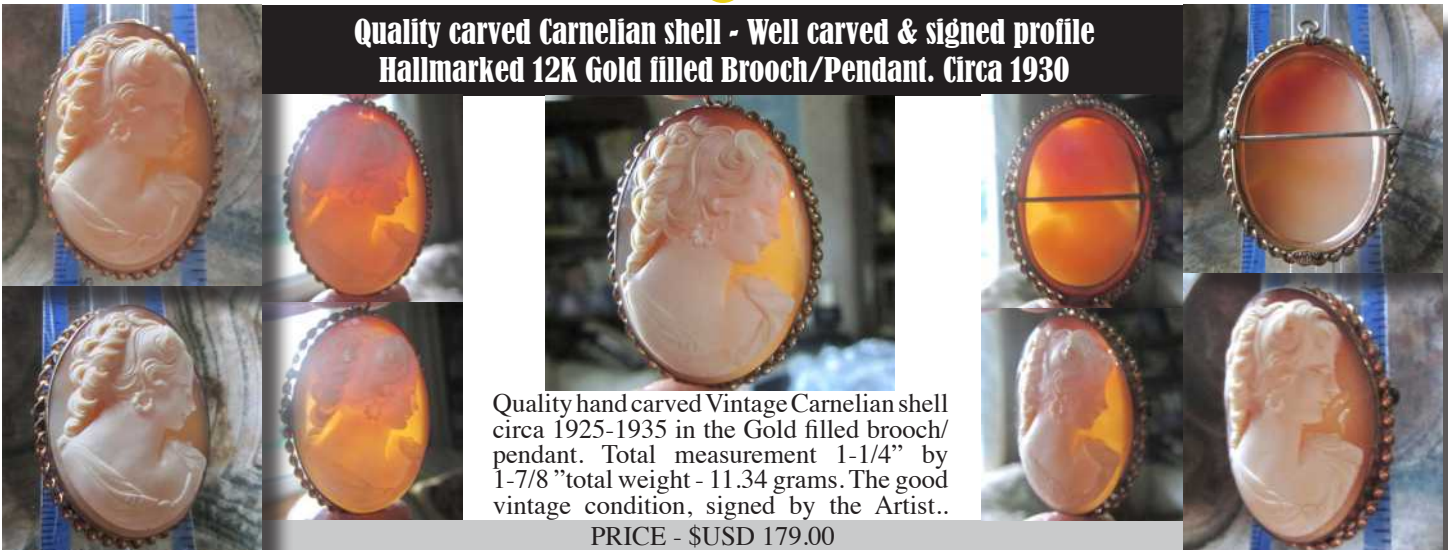 Quality carved Carnelian shell - Well carved & signed profile
Hallmarked 12K Gold filled Brooch/Pendant. Circa 1930
Quality hand carved Vintage Carnelian shell
circa 1925-1935 in the Gold filled brooch/
pendant. Total measurement 1-1/4” by
1-7/8 ”total weight - 11.34 grams. The good
vintage condition, signed by the Artist..
PRICE - $USD 179.00